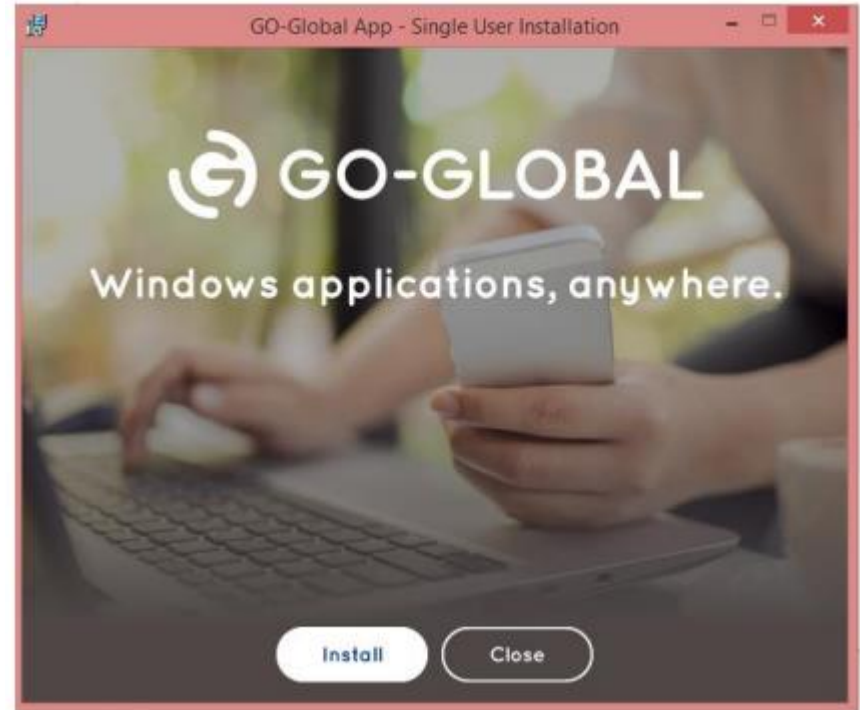 GO-Global App - Single User Installation
GO-GLOBAL
Windows applications, anywhere.
Install
Close